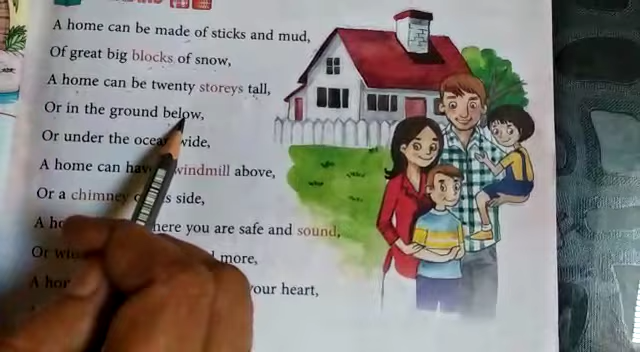 A home can be made of sticks and mud,
Of great big blocks of snow,
A home can be twenty storeys tall,
Or in the ground below,
Or under the ocean wide,
A home can have windmill above,
Or a chimney side,
A here you are safe and sound,
Or more,
A your heart,